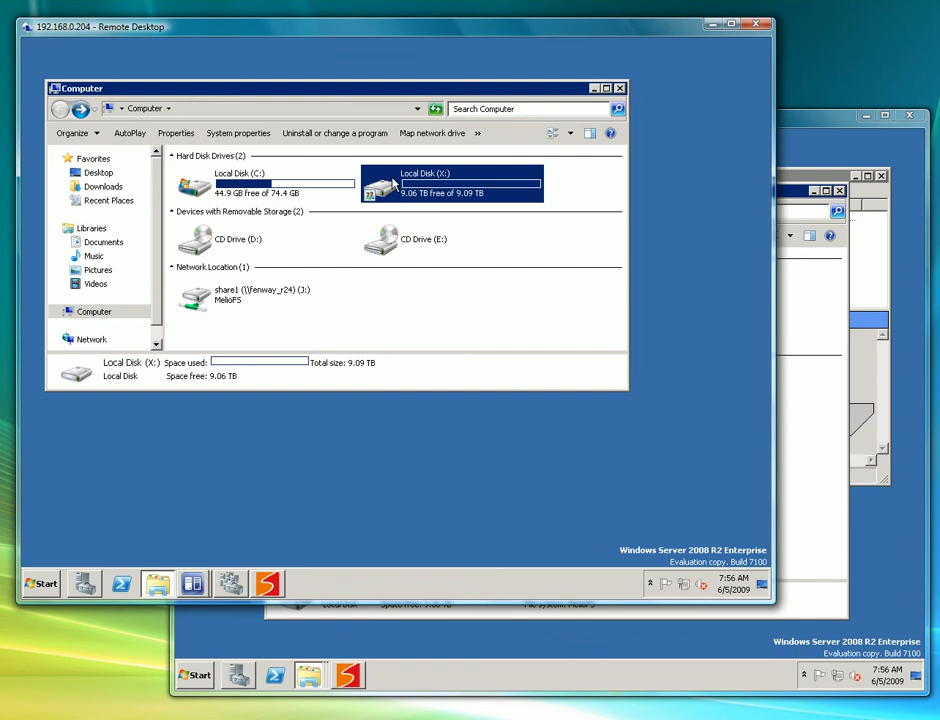 192.168.0.204 - Remote Desktop
Computer
Computer
Search Computer
Organize
AutoPlay
Properties
System properties
Uninstall or change a program
Map network drive
»
Favorites
Desktop
Downloads
Recent Places
Libraries
Documents
Music
Pictures
Videos
Computer
Network
Hard Disk Drives (2)
Local Disk (C:)
44.9 GB free of 74.4 GB
Local Disk (X:)
9.06 TB free of 9.09 TB
Devices with Removable Storage (2)
CD Drive (D:)
CD Drive (E:)
Network Location (1)
share1 (\\fenway_r24) (J:)
MelioFS
Local Disk (X:) Space used: Total size: 9.09 TB
Local Disk Space free: 9.06 TB
Windows Server 2008 R2 Enterprise
Evaluation copy. Build 7100
Start
7:56 AM
6/5/2009
Windows Server 2008 R2 Enterprise
Evaluation copy. Build 7100
Start
7:56 AM
6/5/2009